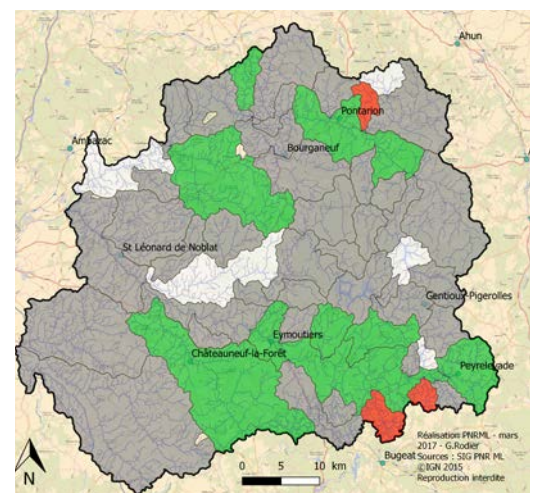 Ahun
Pontarion
Ambazac
Bourganeuf
St Léonard de Noblat
Gentioux-Pigerolles
Eymoutiers
Châteauneuf-la-Forêt
Peyrelevade
Réalisation PNRML - mars
2017 - G.Rodier
Sources : SIG PNR ML
©IGN 2015
Reproduction interdite
Bugeat
0 5 10 km
N